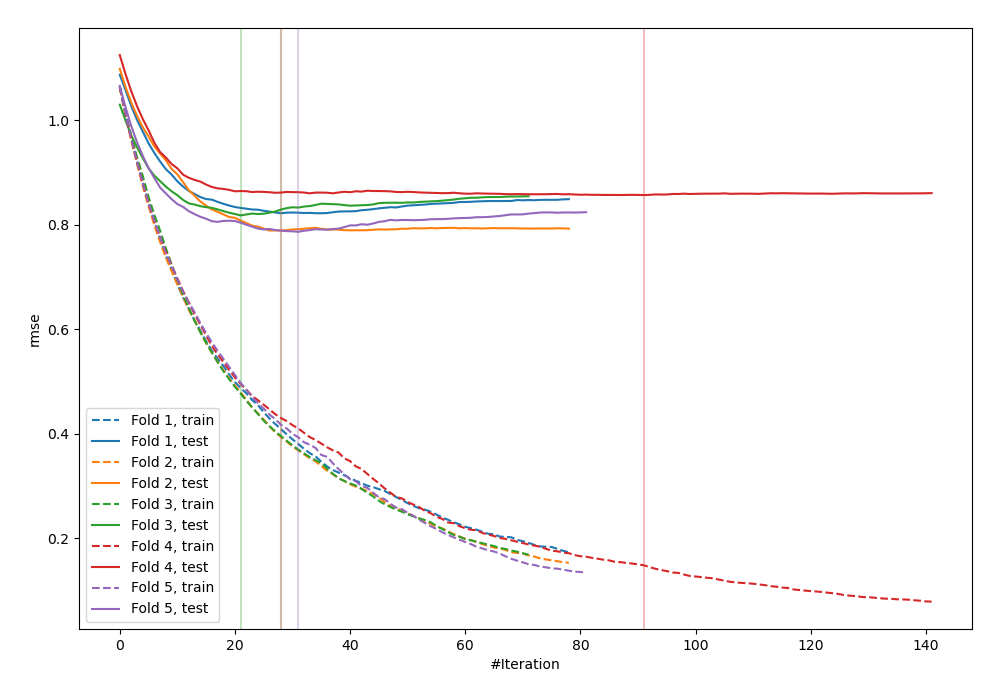 1.0
0.8
0.6
0.4
0.2
rmse
Fold 1, train
Fold 1, test
Fold 2, train
Fold 2, test
Fold 3, train
Fold 3, test
Fold 4, train
Fold 4, test
Fold 5, train
Fold 5, test
0 20 40 60 80 100 120 140
#Iteration